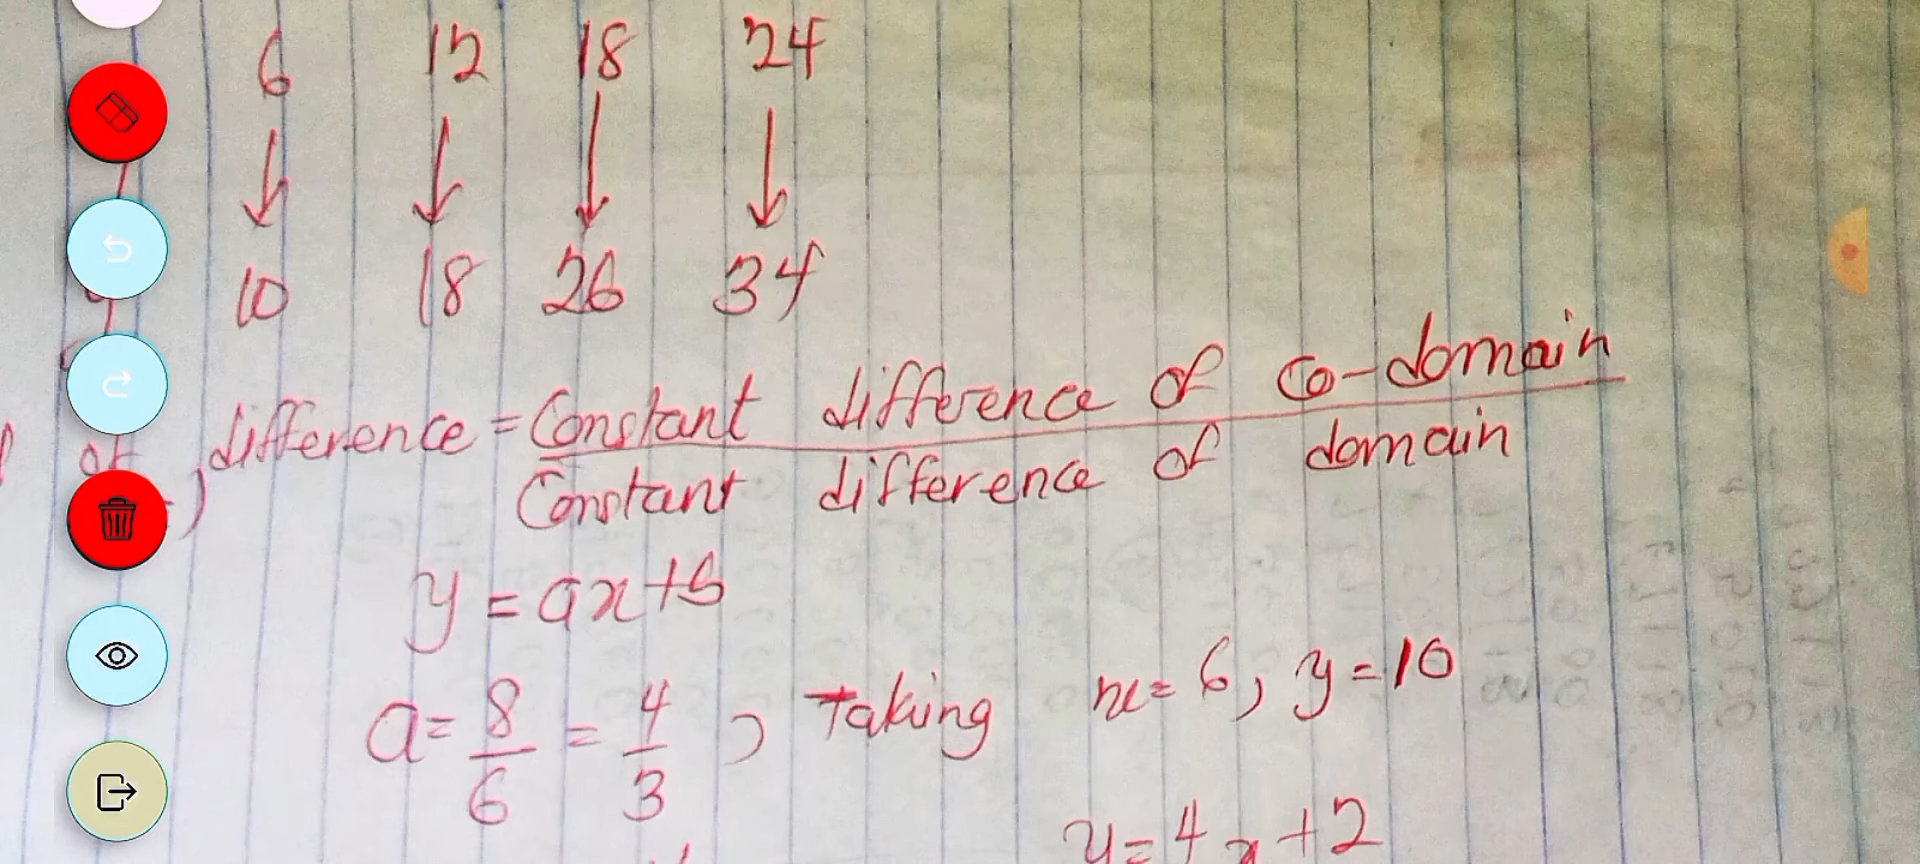 6 12 18 24
↓ ↓ ↓ ↓
10 18 26 34
difference = Constant difference of Co-domain
Constant difference of domain
y = ax+b
a = 8/6 = 4/3, Taking x = 6, y = 10
y = 4 x + 2